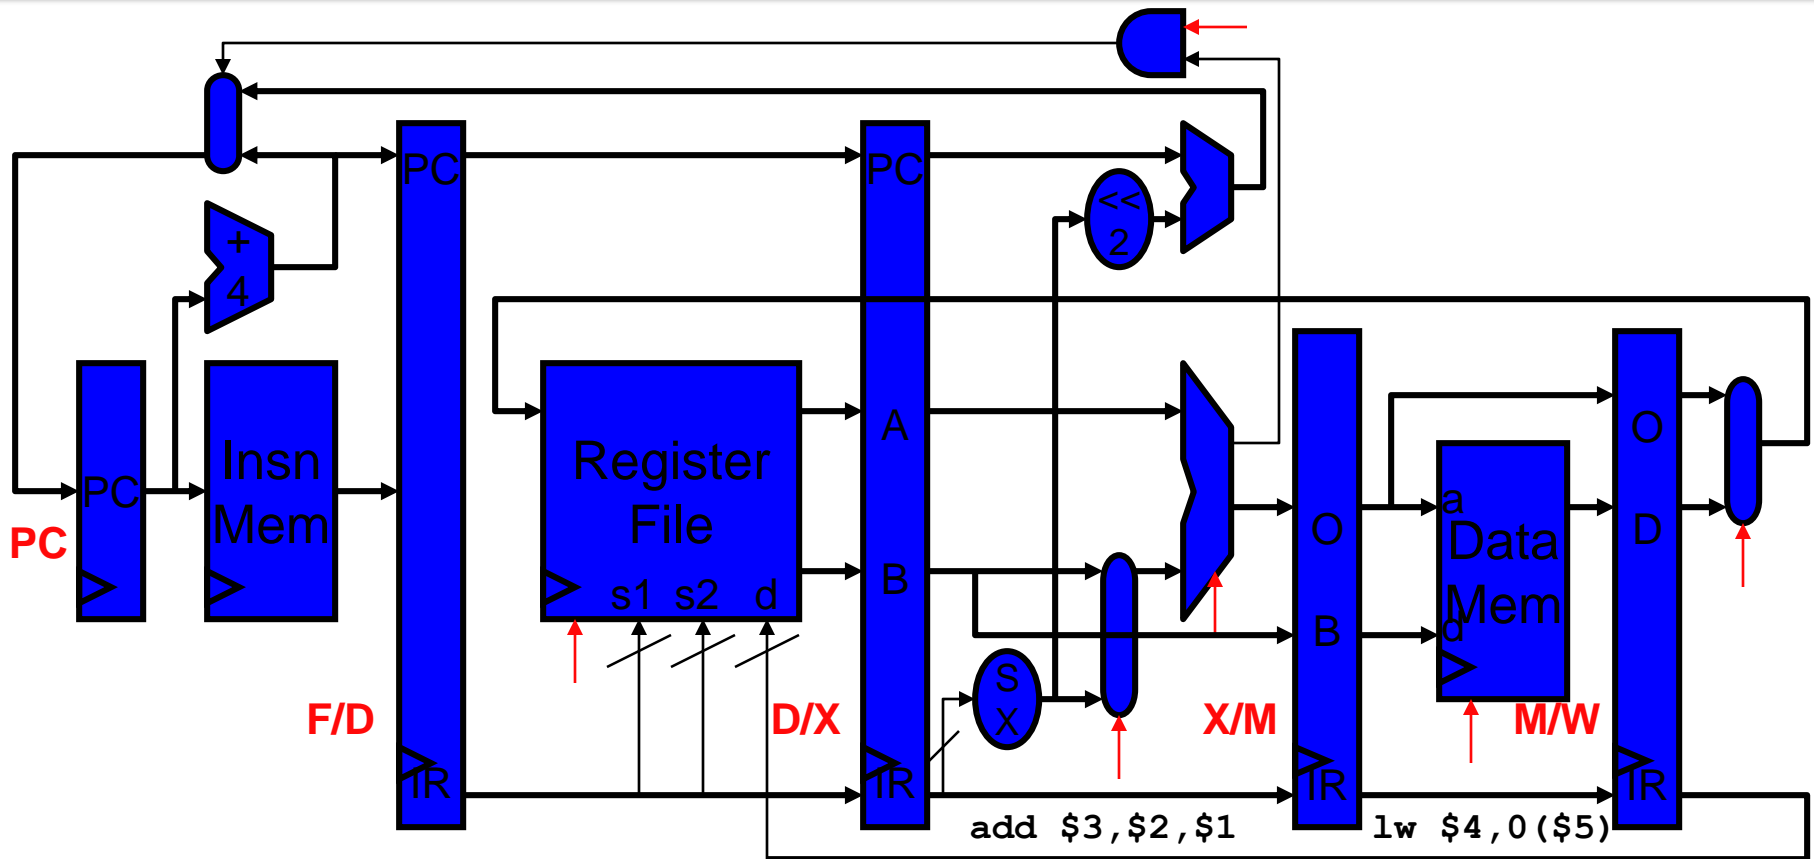 PC
PC
<<
2
+
4
Insn
Mem
Register
File
s1 s2 d
A
B
PC
PC
O
B
a
Data
Mem
d
O
D
S
X
F/D
D/X
X/M
M/W
IR
IR
IR
IR
add $3,$2,$1
lw $4,0($5)